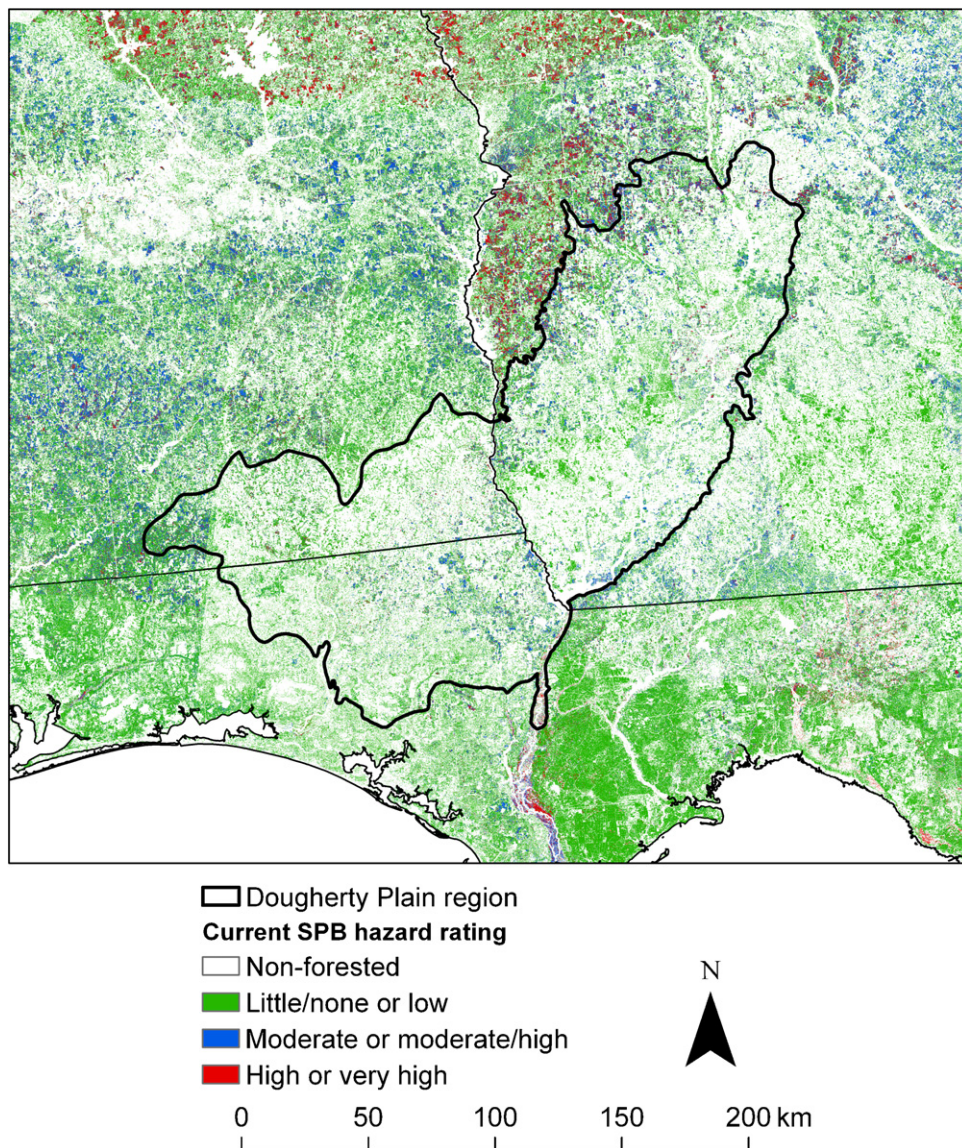 Dougherty Plain region
Current SPB hazard rating
Non-forested
Little/none or low
Moderate or moderate/high
High or very high
N
0 50 100 150 200 km